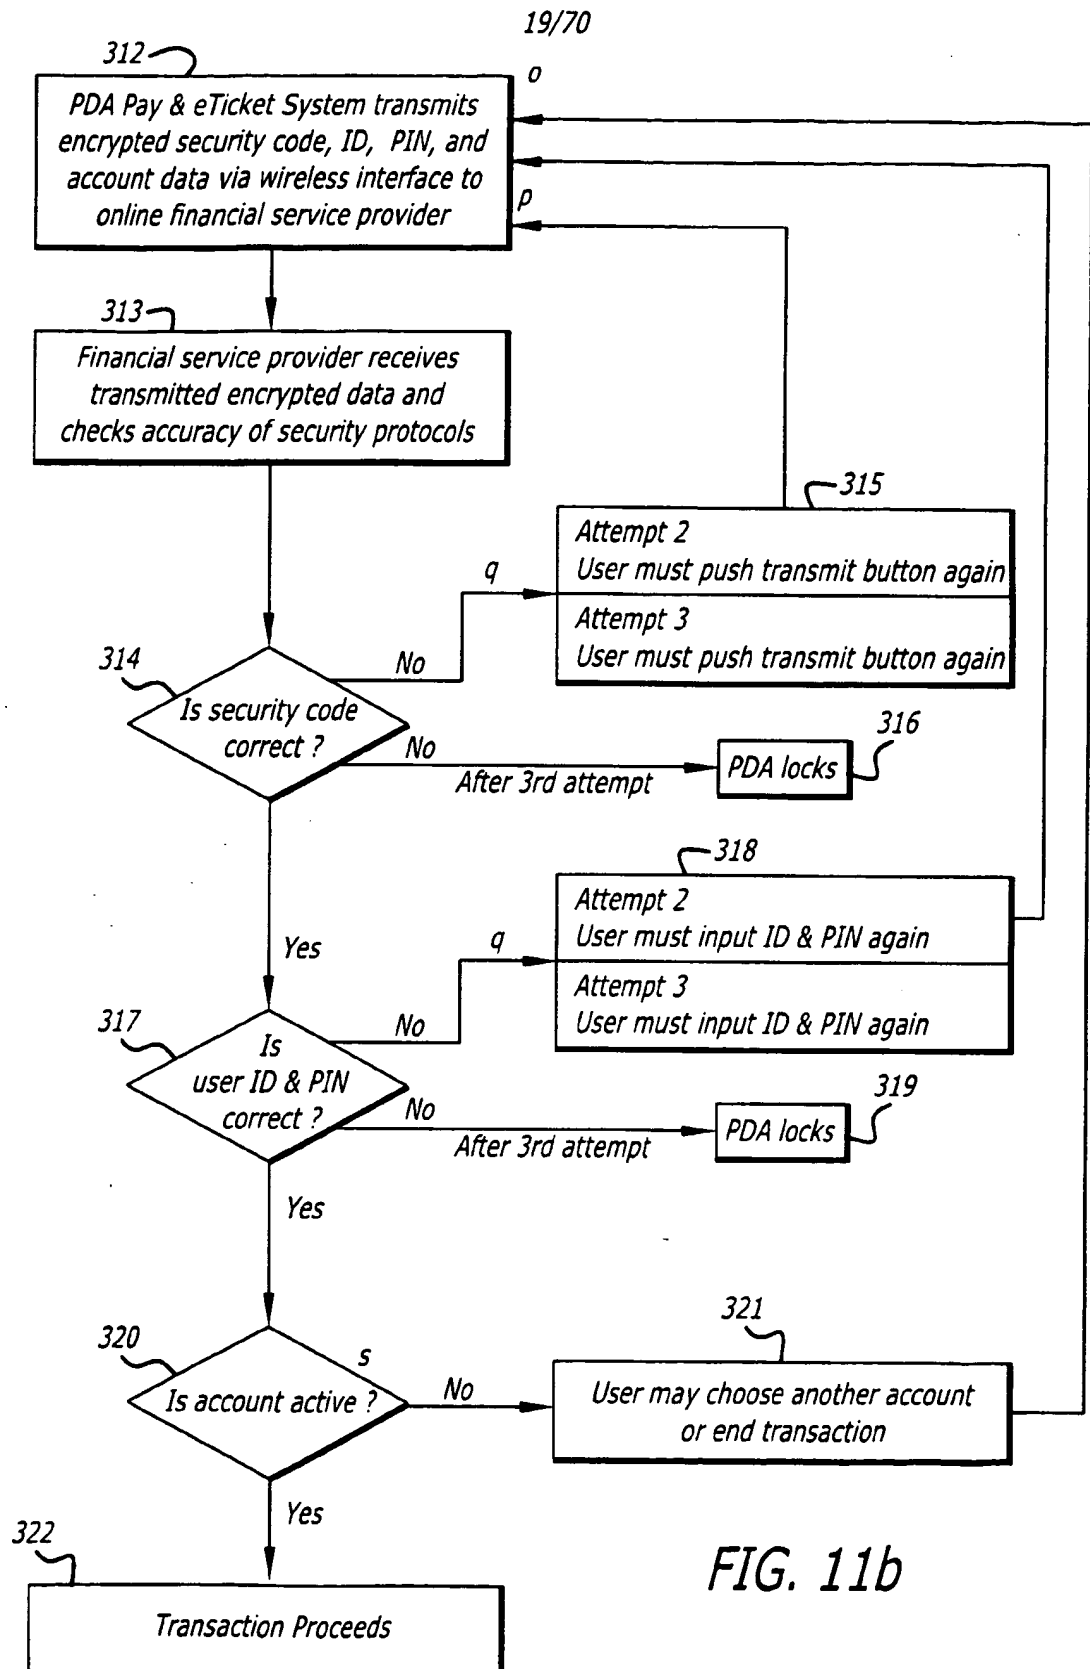 19/70
312
o
PDA Pay & eTicket System transmits
encrypted security code, ID, PIN, and
account data via wireless interface to
online financial service provider
p
313
Financial service provider receives
transmitted encrypted data and
checks accuracy of security protocols
315
Attempt 2
User must push transmit button again
Attempt 3
User must push transmit button again
q
No
314
Is security code
correct ?
No
After 3rd attempt
316
PDA locks
318
Attempt 2
User must input ID & PIN again
Attempt 3
User must input ID & PIN again
Yes
q
No
317
Is
user ID & PIN
correct ?
No
After 3rd attempt
319
PDA locks
Yes
320
s
Is account active ?
No
321
User may choose another account
or end transaction
Yes
322
Transaction Proceeds
FIG. 11b